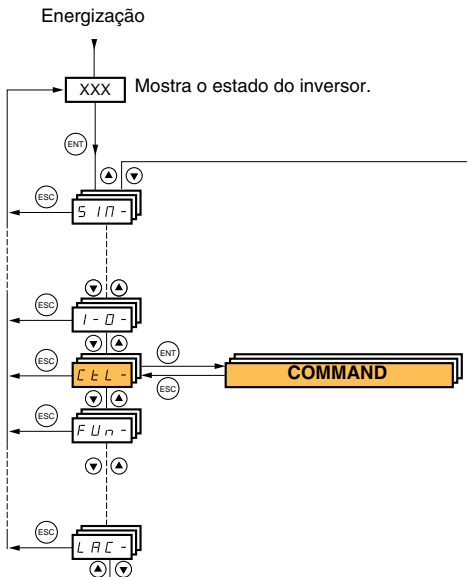 Energização
XXX Mostra o estado do inversor.
ENT
ESC
SIM-
ESC
I-O-
ESC
CtL-
ENT
ESC
COMMAND
ESC
FUn-
ESC
LAC-